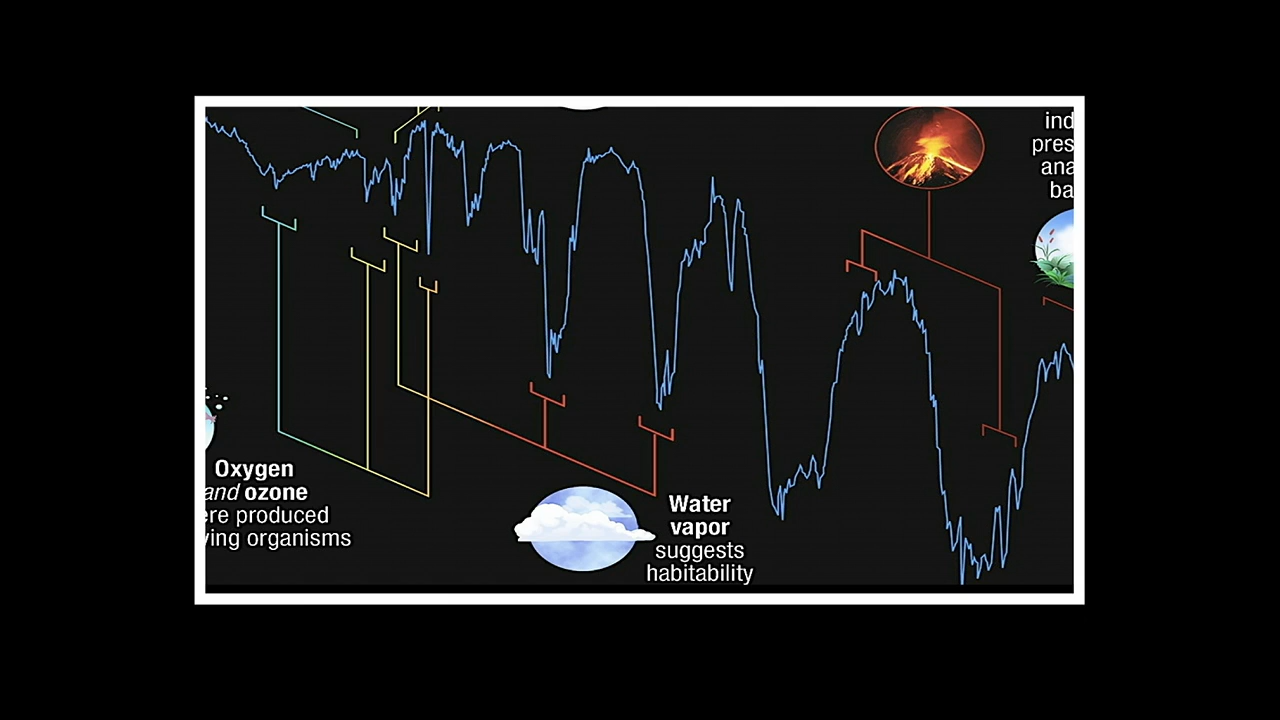 ind
pres
ana
ba
Oxygen
and ozone
ere produced
ving organisms
Water
vapor
suggests
habitability